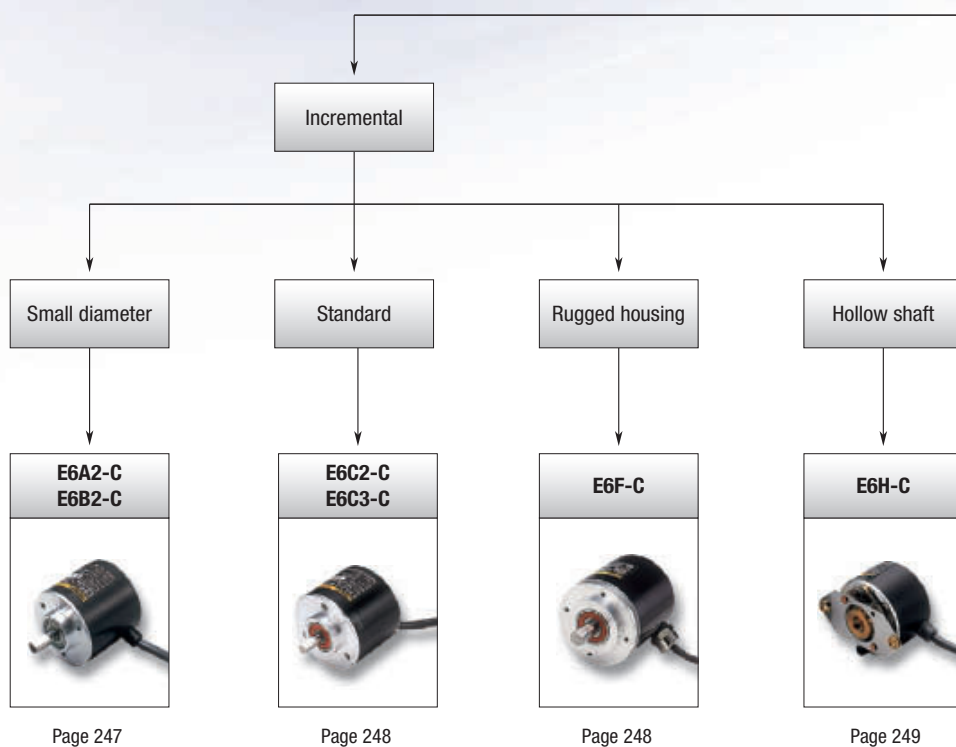 Incremental
Small diameter
Standard
Rugged housing
Hollow shaft
E6A2-C
E6B2-C
E6C2-C
E6C3-C
E6F-C
E6H-C
Page 247
Page 248
Page 248
Page 249